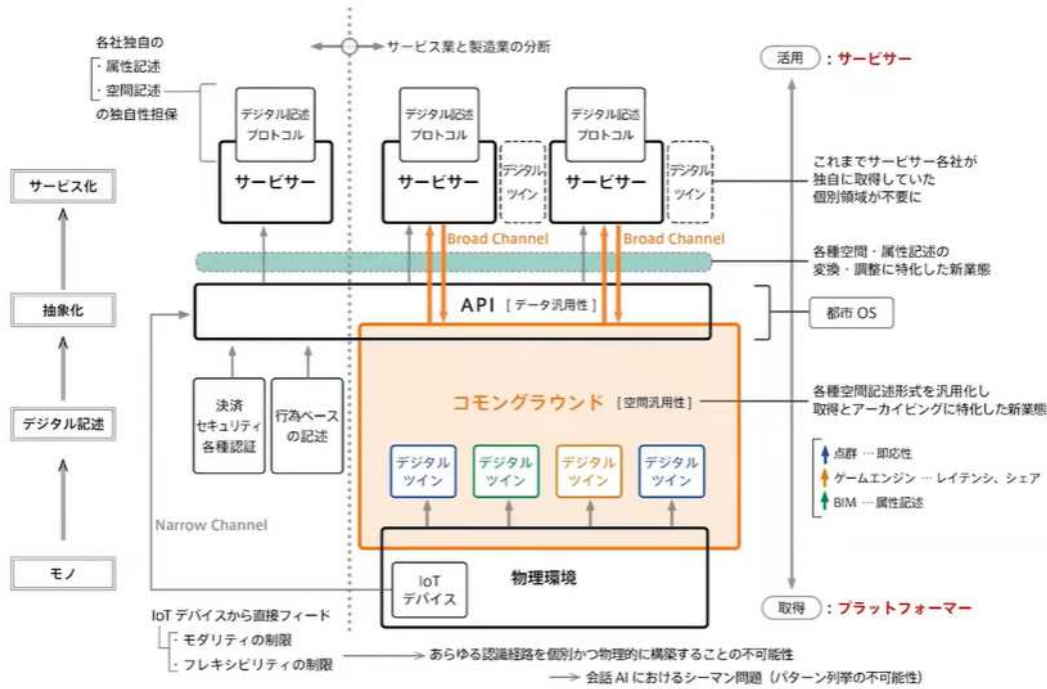 各社独自の
・属性記述
・空間記述
の独自性担保
サービス業と製造業の分断
活用
：サービサー
デジタル記述
プロトコル
サービサー
デジタル記述
プロトコル
サービサー
デジタル
ツイン
デジタル記述
プロトコル
サービサー
デジタル
ツイン
これまでサービサー各社が
独自に取得していた
個別領域が不要に
サービス化
Broad Channel
Broad Channel
各種空間・属性記述の
変換・調整に特化した新業態
抽象化
API [ データ汎用性 ]
都市 OS
決済
セキュリティ
各種認証
行為ベース
の記述
コモングラウンド [ 空間汎用性 ]
各種空間記述形式を汎用化し
取得とアーカイビングに特化した新業態
デジタル記述
デジタル
ツイン
デジタル
ツイン
デジタル
ツイン
デジタル
ツイン
点群 … 即応性
ゲームエンジン … レイテンシ、シェア
BIM … 属性記述
Narrow Channel
モノ
IoT
デバイス
物理環境
取得
：プラットフォーマー
IoT デバイスから直接フィード
・モダリティの制限
・フレキシビリティの制限
あらゆる認識経路を個別かつ物理的に構築することの不可能性
会話 AI におけるシーマン問題（パターン列挙の不可能性）